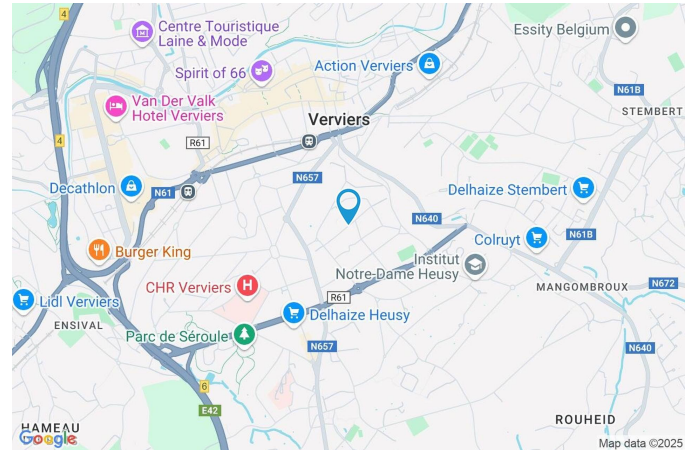 4
Centre Touristique
Laine & Mode
Essity Belgium
Spirit of 66
Action Verviers
N61B
Van Der Valk
Hotel Verviers
STEMBERT
Verviers
4
R61
N657
Decathlon
N61
Delhaize Stembert
N640
Colruyt
N61B
Burger King
Institut
Notre-Dame Heusy
CHR Verviers
MANGOMBROUX
N672
Lidl Verviers
R61
ENSIVAL
Delhaize Heusy
Parc de Séroule
N657
N640
6
E42
ROUHEID
HAMEAU
Google
Map data ©2025